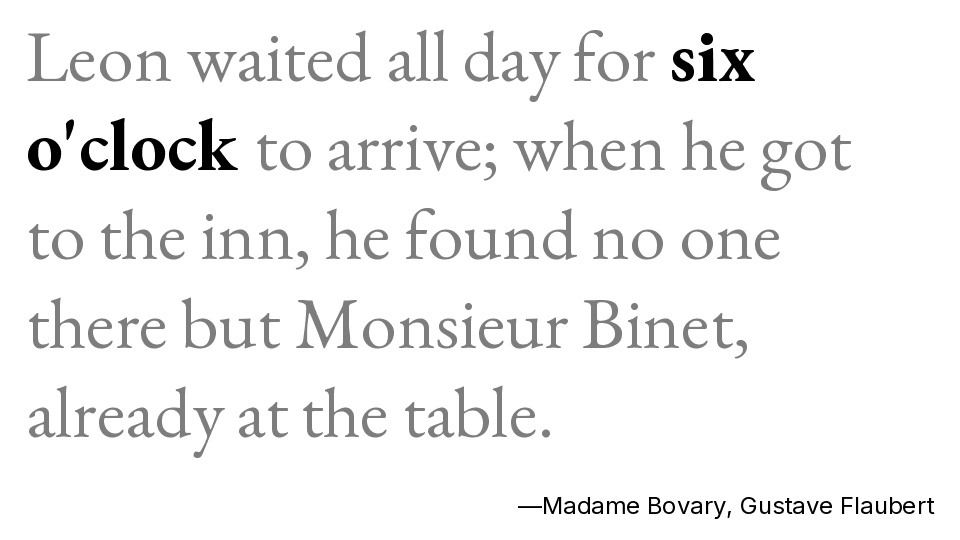 Leon waited all day for six
o'clock to arrive; when he got
to the inn, he found no one
there but Monsieur Binet,
already at the table.
—Madame Bovary, Gustave Flaubert